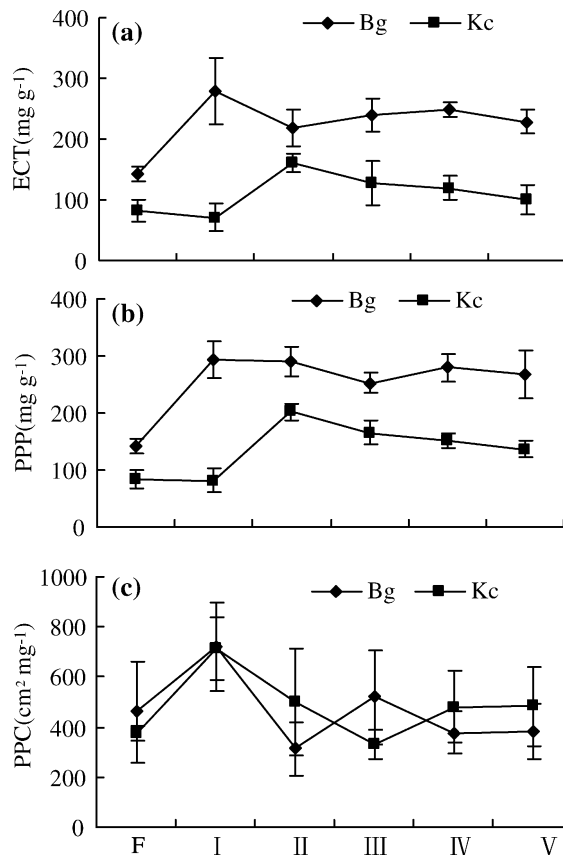 (a)
Bg
Kc
ECT(mg g⁻¹)
400
300
200
100
0
(b)
Bg
Kc
PPP(mg g⁻¹)
400
300
200
100
0
(c)
Bg
Kc
PPC(cm² mg⁻¹)
1000
800
600
400
200
0
F I II III IV V